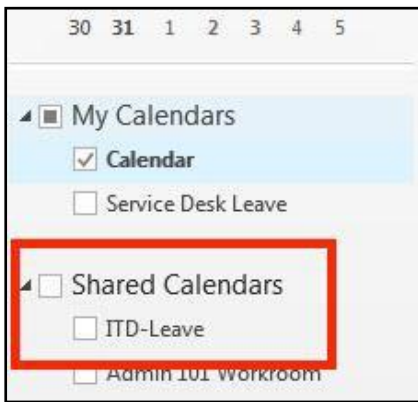 30 31 1 2 3 4 5
My Calendars
Calendar
Service Desk Leave
Shared Calendars
ITD-Leave
Admin 101 Workroom